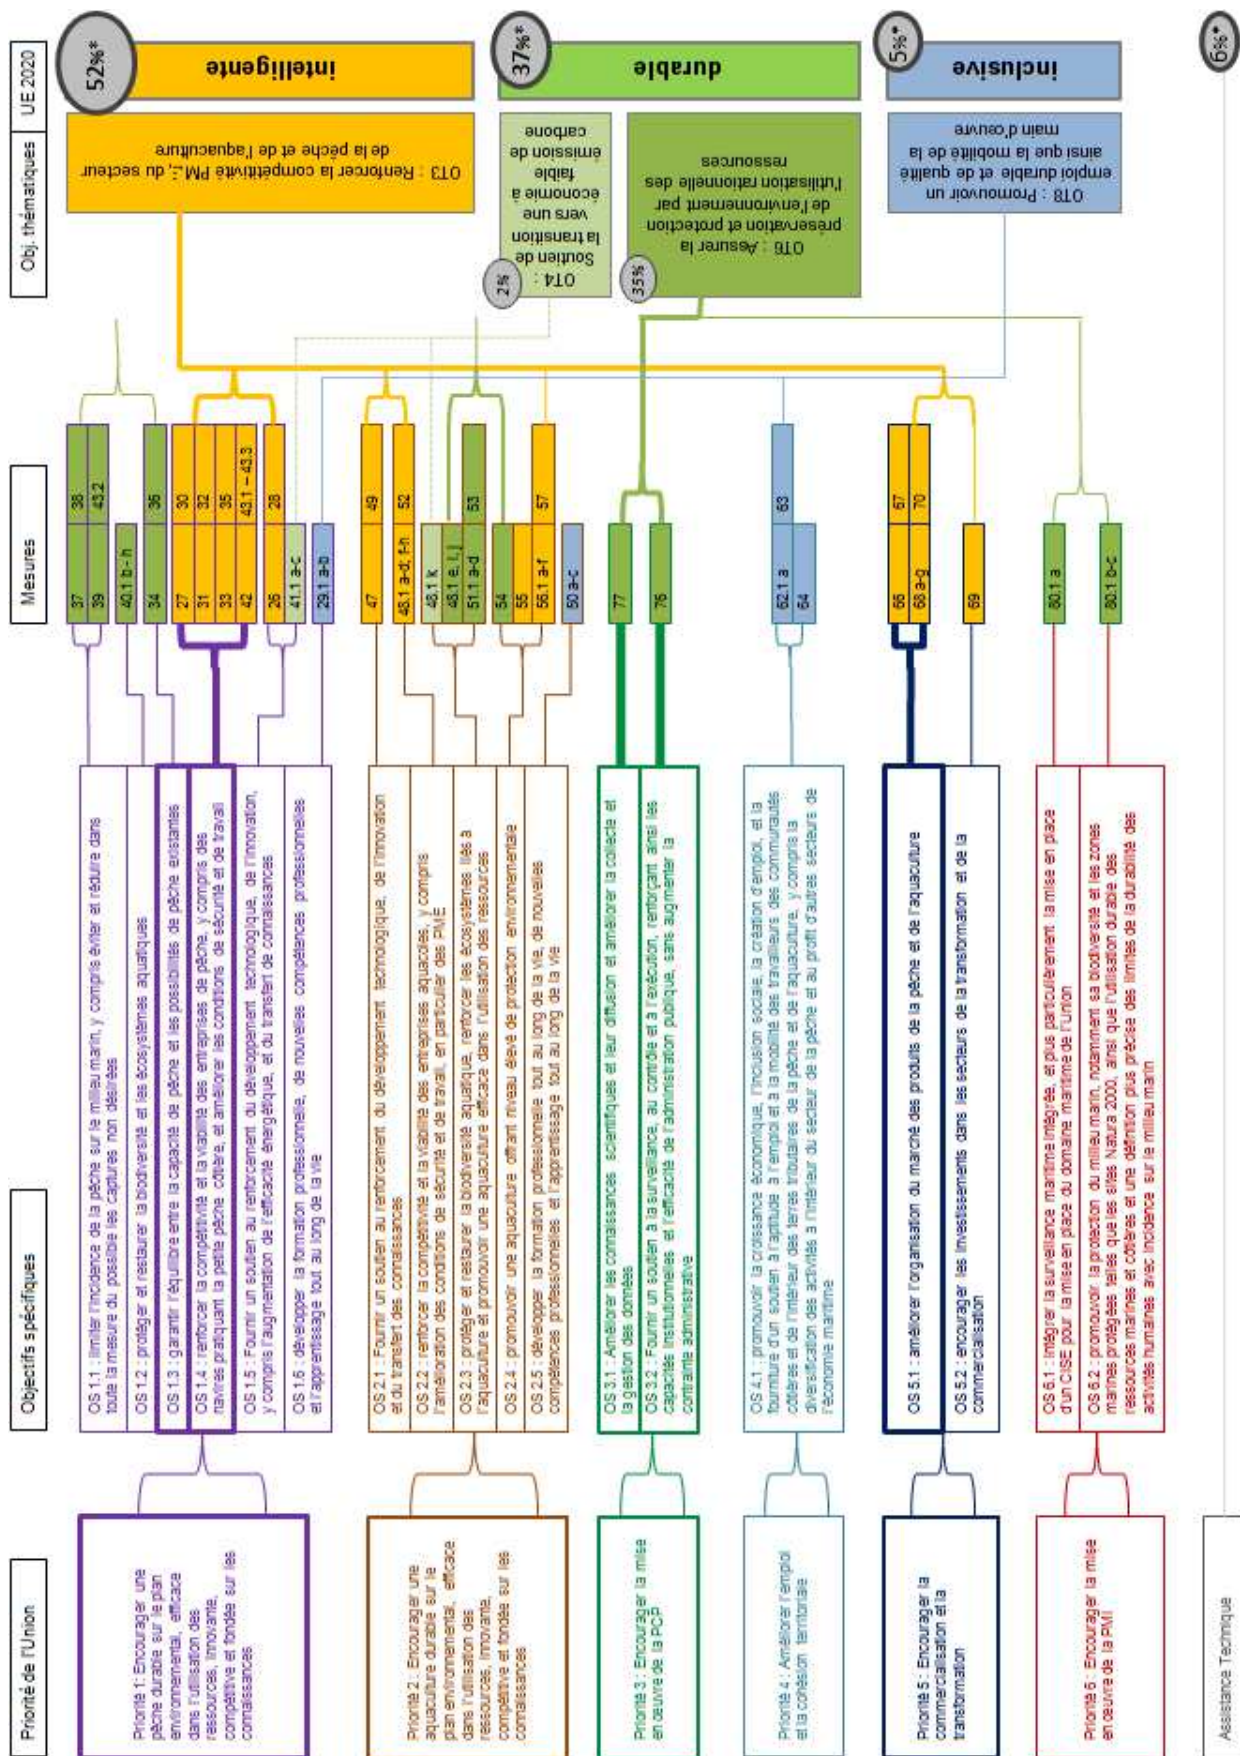 Priorité de l'Union
Objectifs spécifiques
Mesures
Obj. thématiques
UE 2020
Priorité 1: Encourager une
pêche durable sur le plan
environnemental, efficace
dans l'utilisation des
ressources, innovante,
compétitive et fondée sur les
connaissances
OS 1.1 : limiter l'incidence de la pêche sur le milieu marin, y compris éviter et réduire dans
toute la mesure du possible les captures non désirées
OS 1.2 : protéger et restaurer la biodiversité et les écosystèmes aquatiques
OS 1.3 : garantir l'équilibre entre la capacité de pêche et les possibilités de pêche existantes
OS 1.4 : renforcer la compétitivité et la viabilité des entreprises de pêche, y compris des
navires pratiquant la petite pêche côtière, et améliorer les conditions de sécurité et de travail
OS 1.5 : Fournir un soutien au renforcement du développement technologique, de l'innovation,
y compris l'augmentation de l'efficacité énergétique, et du transfert de connaissances
OS 1.6 : développer la formation professionnelle, de nouvelles compétences professionnelles
et l'apprentissage tout au long de la vie
37 38
39 43.2
40.1 b - h
34 36
27 30
31 32
33 35
42 43.1 – 43.3
26 28
41.1 a-c
29.1 a-b
Priorité 2 : Encourager une
aquaculture durable sur le
plan environnemental, efficace
dans l'utilisation des
ressources, innovante,
compétitive et fondée sur les
connaissances
OS 2.1 : Fournir un soutien au renforcement du développement technologique, de l'innovation
et du transfert des connaissances
OS 2.2 : renforcer la compétitivité et la viabilité des entreprises aquacoles, y compris
l'amélioration des conditions de sécurité et de travail, en particulier des PME
OS 2.3 : protéger et restaurer la biodiversité aquatique, renforcer les écosystèmes liés à
l'aquaculture et promouvoir une aquaculture efficace dans l'utilisation des ressources
OS 2.4 : promouvoir une aquaculture offrant niveau élevé de protection environnementale
OS 2.5 : développer la formation professionnelle tout au long de la vie, de nouvelles
compétences professionnelles et l'apprentissage tout au long de la vie
47 49
48.1 a-d, f-h 52
48.1 k
48.1 e, i, j
51.1 a-d 53
54
55
56.1 a-f 57
50 a-c
Priorité 3 : Encourager la mise
en oeuvre de la PCP
OS 3.1 : Améliorer les connaissances scientifiques et leur diffusion et améliorer la collecte et
la gestion des données
OS 3.2 : Fournir un soutien à la surveillance, au contrôle et à l'exécution, renforçant ainsi les
capacités institutionnelles et l'efficacité de l'administration publique, sans augmenter la
contrainte administrative
77
76
Priorité 4 : Améliorer l'emploi
et la cohésion territoriale
OS 4.1 : promouvoir la croissance économique, l'inclusion sociale, la création d'emploi, et la
fourniture d'un soutien à l'aptitude à l'emploi et à la mobilité des travailleurs des communautés
côtières et de l'intérieur des terres tributaires de la pêche et de l'aquaculture, y compris la
diversification des activités à l'intérieur du secteur de la pêche et au profit d'autres secteurs de
l'économie maritime
62.1 a 63
64
Priorité 5 : Encourager la
commercialisation et la
transformation
OS 5.1 : améliorer l'organisation du marché des produits de la pêche et de l'aquaculture
OS 5.2 : encourager les investissements dans les secteurs de la transformation et de la
commercialisation
66 67
68 a-g 70
69
Priorité 6 : Encourager la mise
en oeuvre de la PMI
OS 6.1 : Intégrer la surveillance maritime intégrée, et plus particulièrement la mise en place
d'un CISE pour la mise en place du domaine maritime de l'Union
OS 6.2 : promouvoir la protection du milieu marin, notamment sa biodiversité et les zones
marines protégées telles que les sites Natura 2000, ainsi que l'utilisation durable des
ressources marines et côtières et une définition plus précise des limites de la durabilité des
activités humaines avec incidence sur le milieu marin
80.1 a
80.1 b-c
Assistance Technique
OT3 : Renforcer la compétitivité PME, du secteur
de la pêche et de l'aquaculture
52%*
intelligente
2%
OT4 :
Soutien de
la transition
vers une
économie à
faible
émission de
carbone
35%
OT6 : Assurer la
préservation et protection
de l'environnement par
l'utilisation rationnelle des
ressources
37%*
durable
OT8 : Promouvoir un
emploi durable et de qualité
ainsi que la mobilité de la
main d'œuvre
5%*
inclusive
6%*